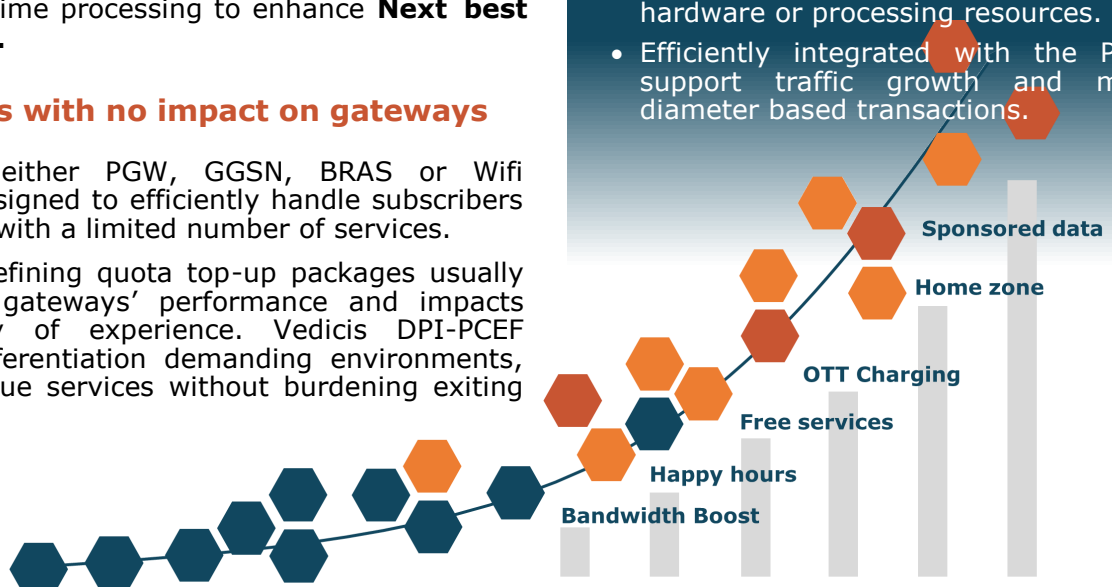 ime processing to enhance Next best
.
s with no impact on gateways
either PGW, GGSN, BRAS or Wifi
signed to efficiently handle subscribers
with a limited number of services.
efining quota top-up packages usually
gateways' performance and impacts
y of experience. Vedicis DPI-PCEF
ferentiation demanding environments,
que services without burdening exiting
hardware or processing resources.
• Efficiently integrated with the P
support traffic growth and m
diameter based transactions.
Sponsored data
Home zone
OTT Charging
Free services
Happy hours
Bandwidth Boost